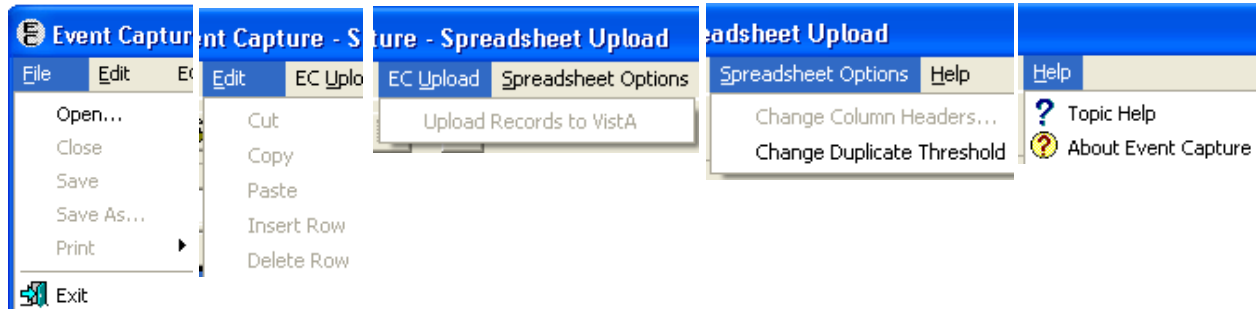 Event Captur
File Edit EC
Open...
Close
Save
Save As...
Print
Exit
ent Capture - S
Edit EC Uplo
Cut
Copy
Paste
Insert Row
Delete Row
ture - Spreadsheet Upload
EC Upload Spreadsheet Options
Upload Records to VistA
eadsheet Upload
Spreadsheet Options Help
Change Column Headers...
Change Duplicate Threshold
Help
Topic Help
About Event Capture